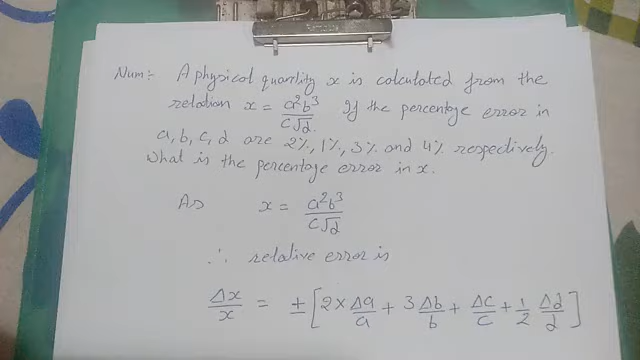 Num:- A physical quantity x is calculated from the
relation x = a²b³/c√d. If the percentage error in
a, b, c, d are 2%, 1%, 3% and 4% respectively.
What is the percentage error in x.
As x = a²b³/c√d
∴ relative error is
Δx/x = ± [2 × Δa/a + 3 Δb/b + Δc/c + 1/2 Δd/d]